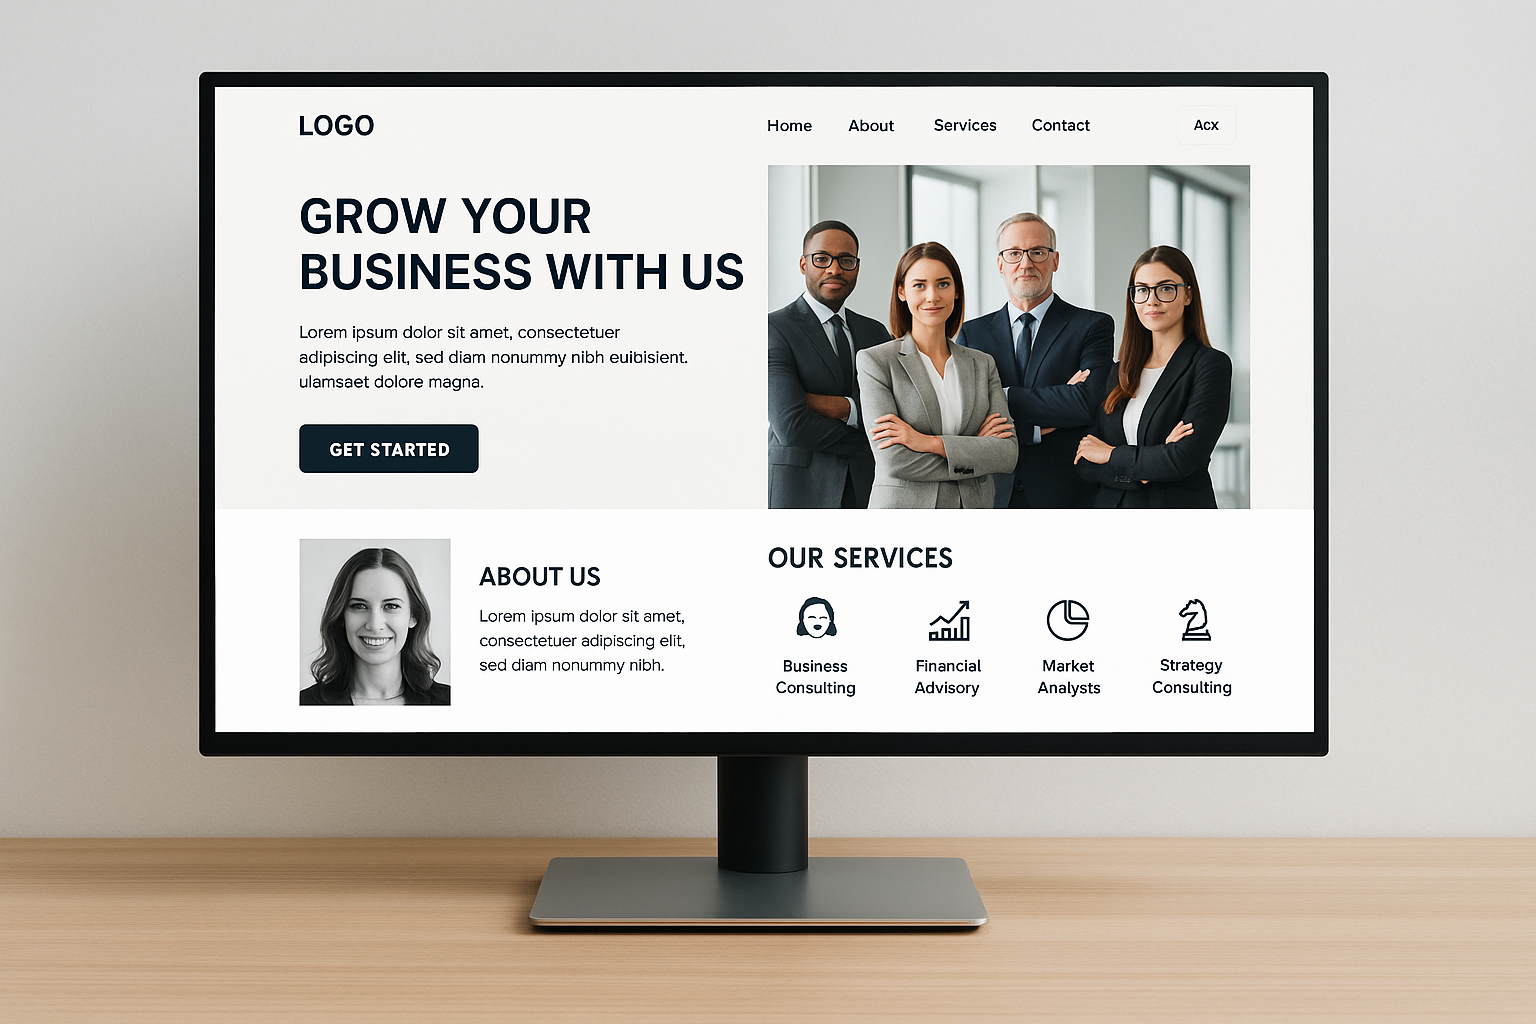 LOGO
Home
About
Services
Contact
Acx
GROW YOUR
BUSINESS WITH US
Lorem ipsum dolor sit amet, consectetuer
adipiscing elit, sed diam nonummy nibh euibisient.
ulamsaet dolore magna.
GET STARTED
ABOUT US
Lorem ipsum dolor sit amet,
consectetuer adipiscing elit,
sed diam nonummy nibh.
OUR SERVICES
Business
Consulting
Financial
Advisory
Market
Analysts
Strategy
Consulting